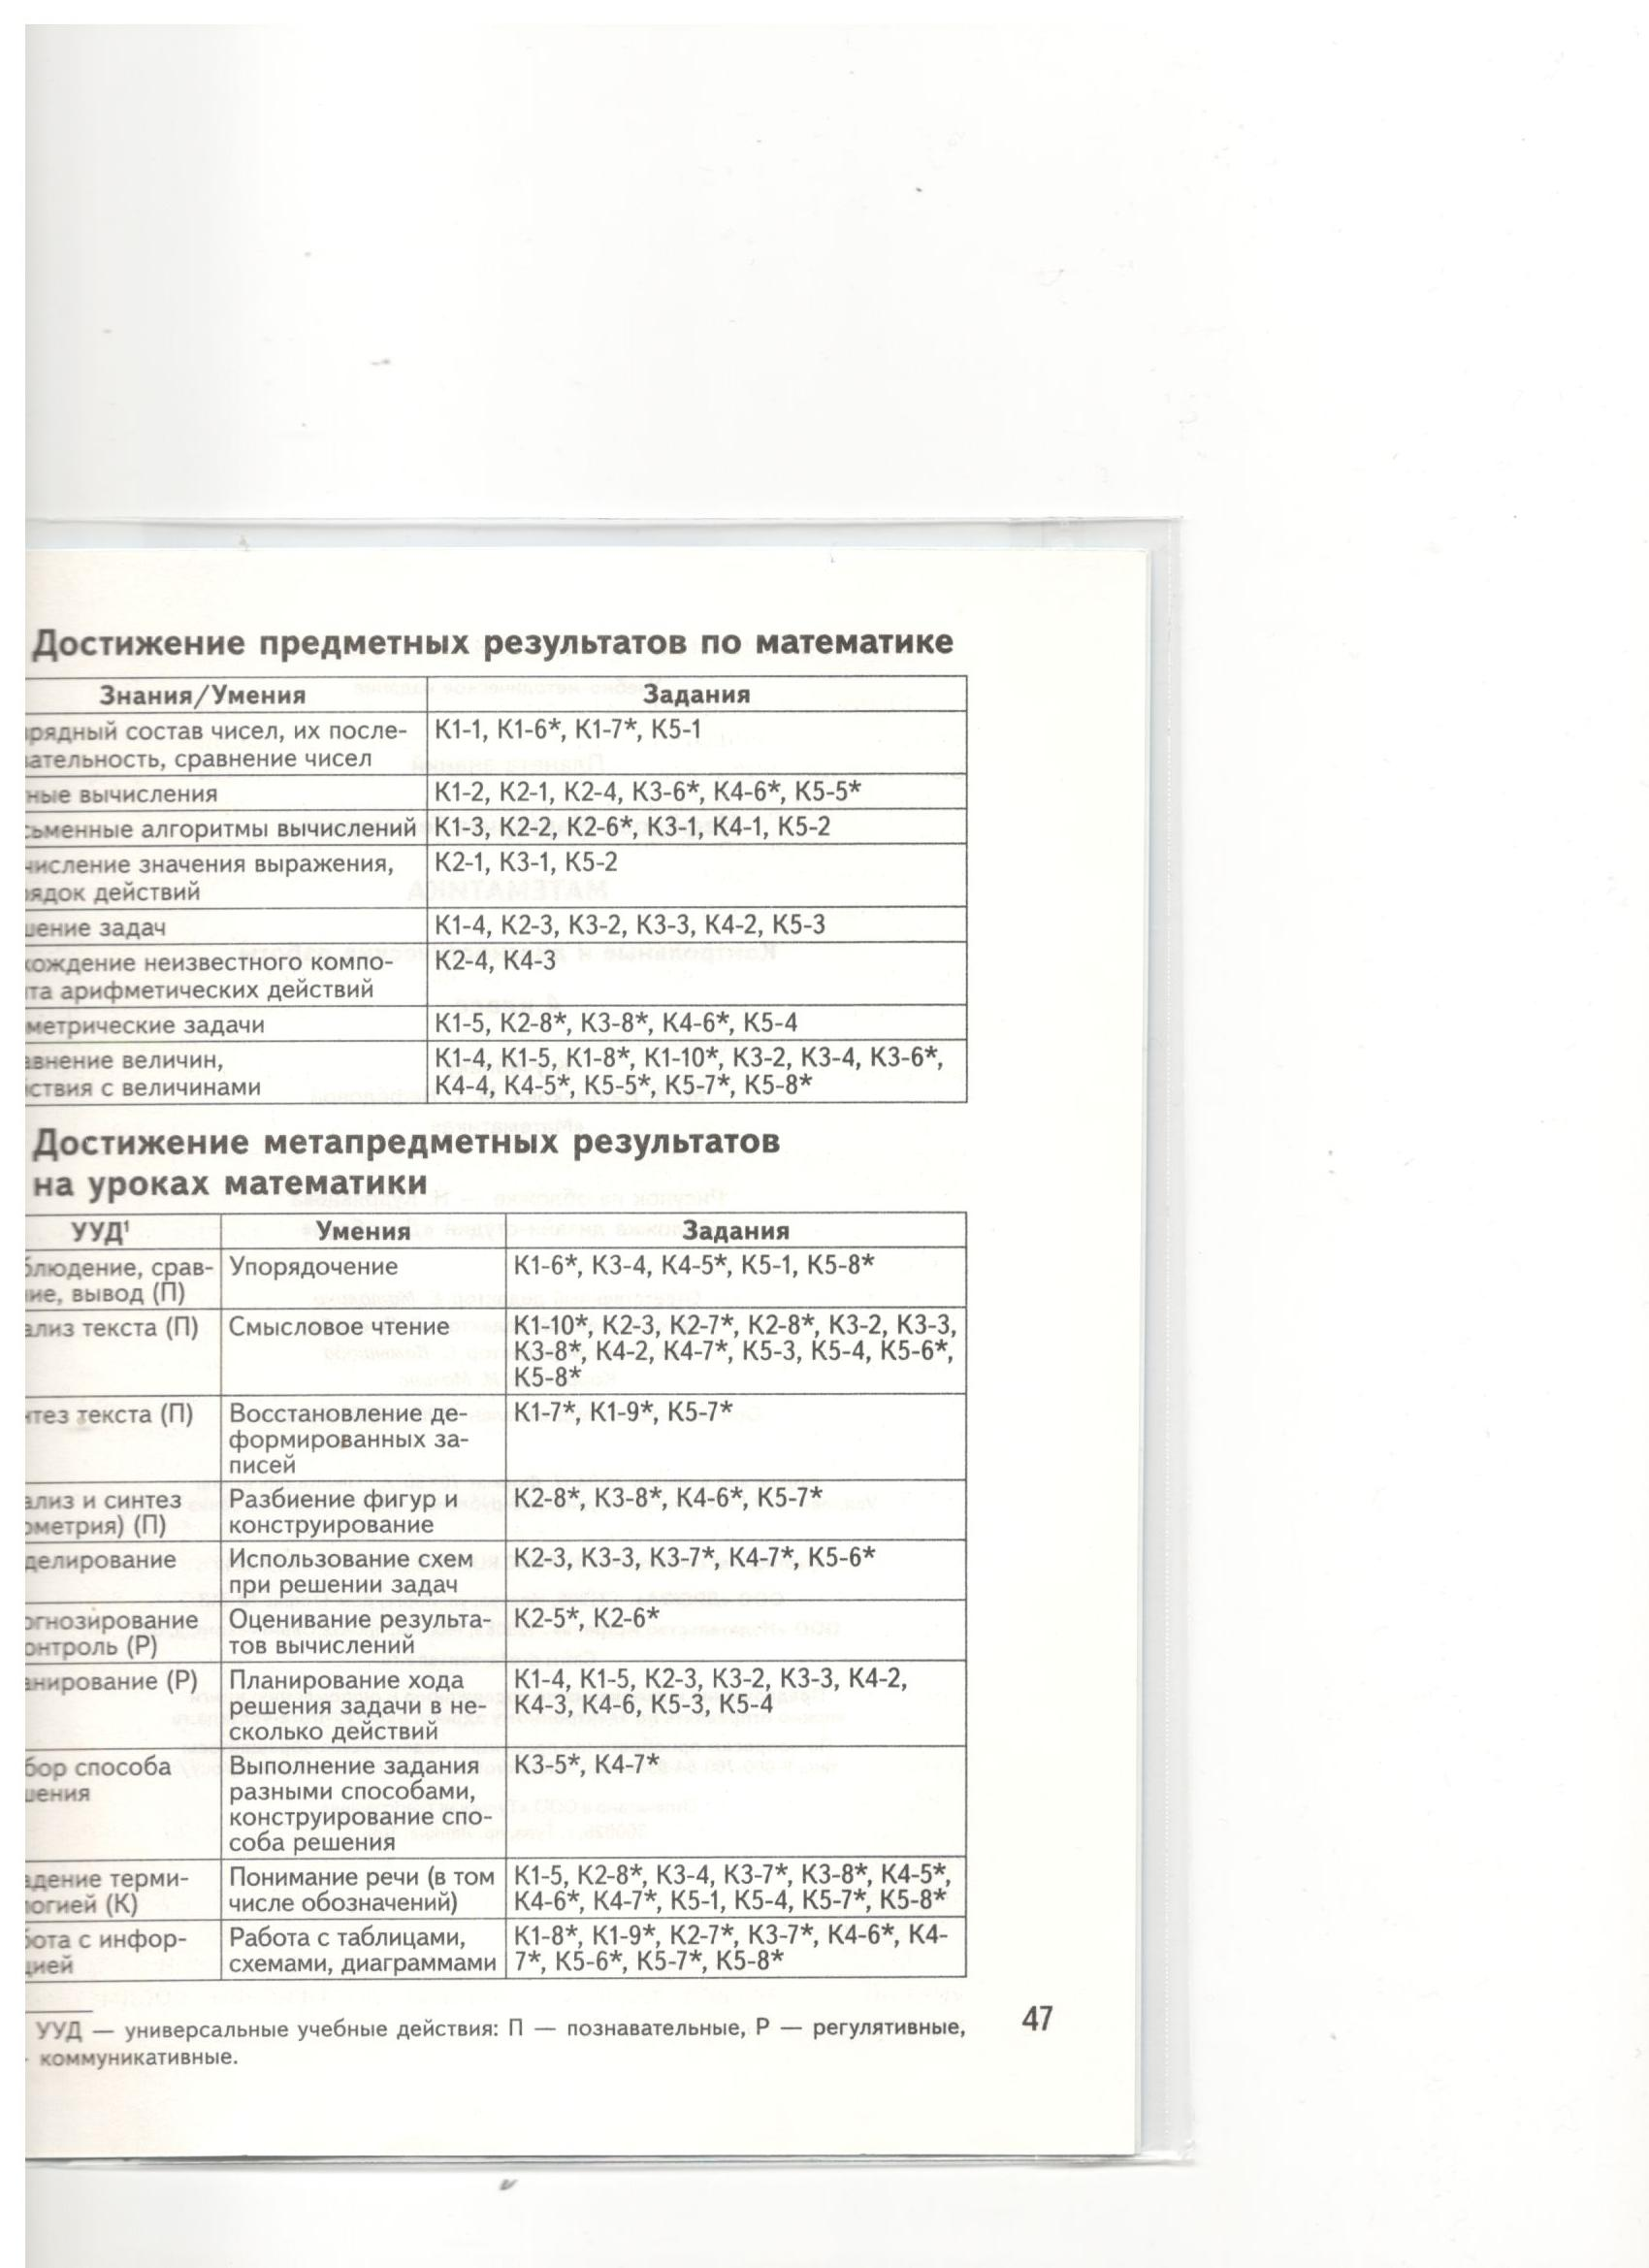 Достижение предметных результатов по математике
Знания/Умения Задания
рядный состав чисел, их после- К1-1, К1-6*, К1-7*, К5-1
ательность, сравнение чисел
ные вычисления К1-2, К2-1, К2-4, К3-6*, К4-6*, К5-5*
ьменные алгоритмы вычислений К1-3, К2-2, К2-6*, К3-1, К4-1, К5-2
числение значения выражения, К2-1, К3-1, К5-2
рядок действий
ение задач К1-4, К2-3, К3-2, К3-3, К4-2, К5-3
ождение неизвестного компо- К2-4, К4-3
та арифметических действий
метрические задачи К1-5, К2-8*, К3-8*, К4-6*, К5-4
авнение величин, К1-4, К1-5, К1-8*, К1-10*, К3-2, К3-4, К3-6*,
ствия с величинами К4-4, К4-5*, К5-5*, К5-7*, К5-8*
Достижение метапредметных результатов
на уроках математики
УУД¹ Умения Задания
блюдение, срав- Упорядочение К1-6*, К3-4, К4-5*, К5-1, К5-8*
ие, вывод (П)
ализ текста (П) Смысловое чтение К1-10*, К2-3, К2-7*, К2-8*, К3-2, К3-3,
К3-8*, К4-2, К4-7*, К5-3, К5-4, К5-6*,
К5-8*
тез текста (П) Восстановление де- К1-7*, К1-9*, К5-7*
формированных за-
писей
ализ и синтез Разбиение фигур и К2-8*, К3-8*, К4-6*, К5-7*
ометрия) (П) конструирование
делирование Использование схем К2-3, К3-3, К3-7*, К4-7*, К5-6*
при решении задач
огнозирование Оценивание результа- К2-5*, К2-6*
онтроль (Р) тов вычислений
анирование (Р) Планирование хода К1-4, К1-5, К2-3, К3-2, К3-3, К4-2,
решения задачи в не- К4-3, К4-6, К5-3, К5-4
сколько действий
бор способа Выполнение задания К3-5*, К4-7*
ения разными способами,
конструирование спо-
соба решения
адение терми- Понимание речи (в том К1-5, К2-8*, К3-4, К3-7*, К3-8*, К4-5*,
огией (К) числе обозначений) К4-6*, К4-7*, К5-1, К5-4, К5-7*, К5-8*
бота с инфор- Работа с таблицами, К1-8*, К1-9*, К2-7*, К3-7*, К4-6*, К4-
цией схемами, диаграммами 7*, К5-6*, К5-7*, К5-8*
УУД — универсальные учебные действия: П — познавательные, Р — регулятивные,
- коммуникативные.
47